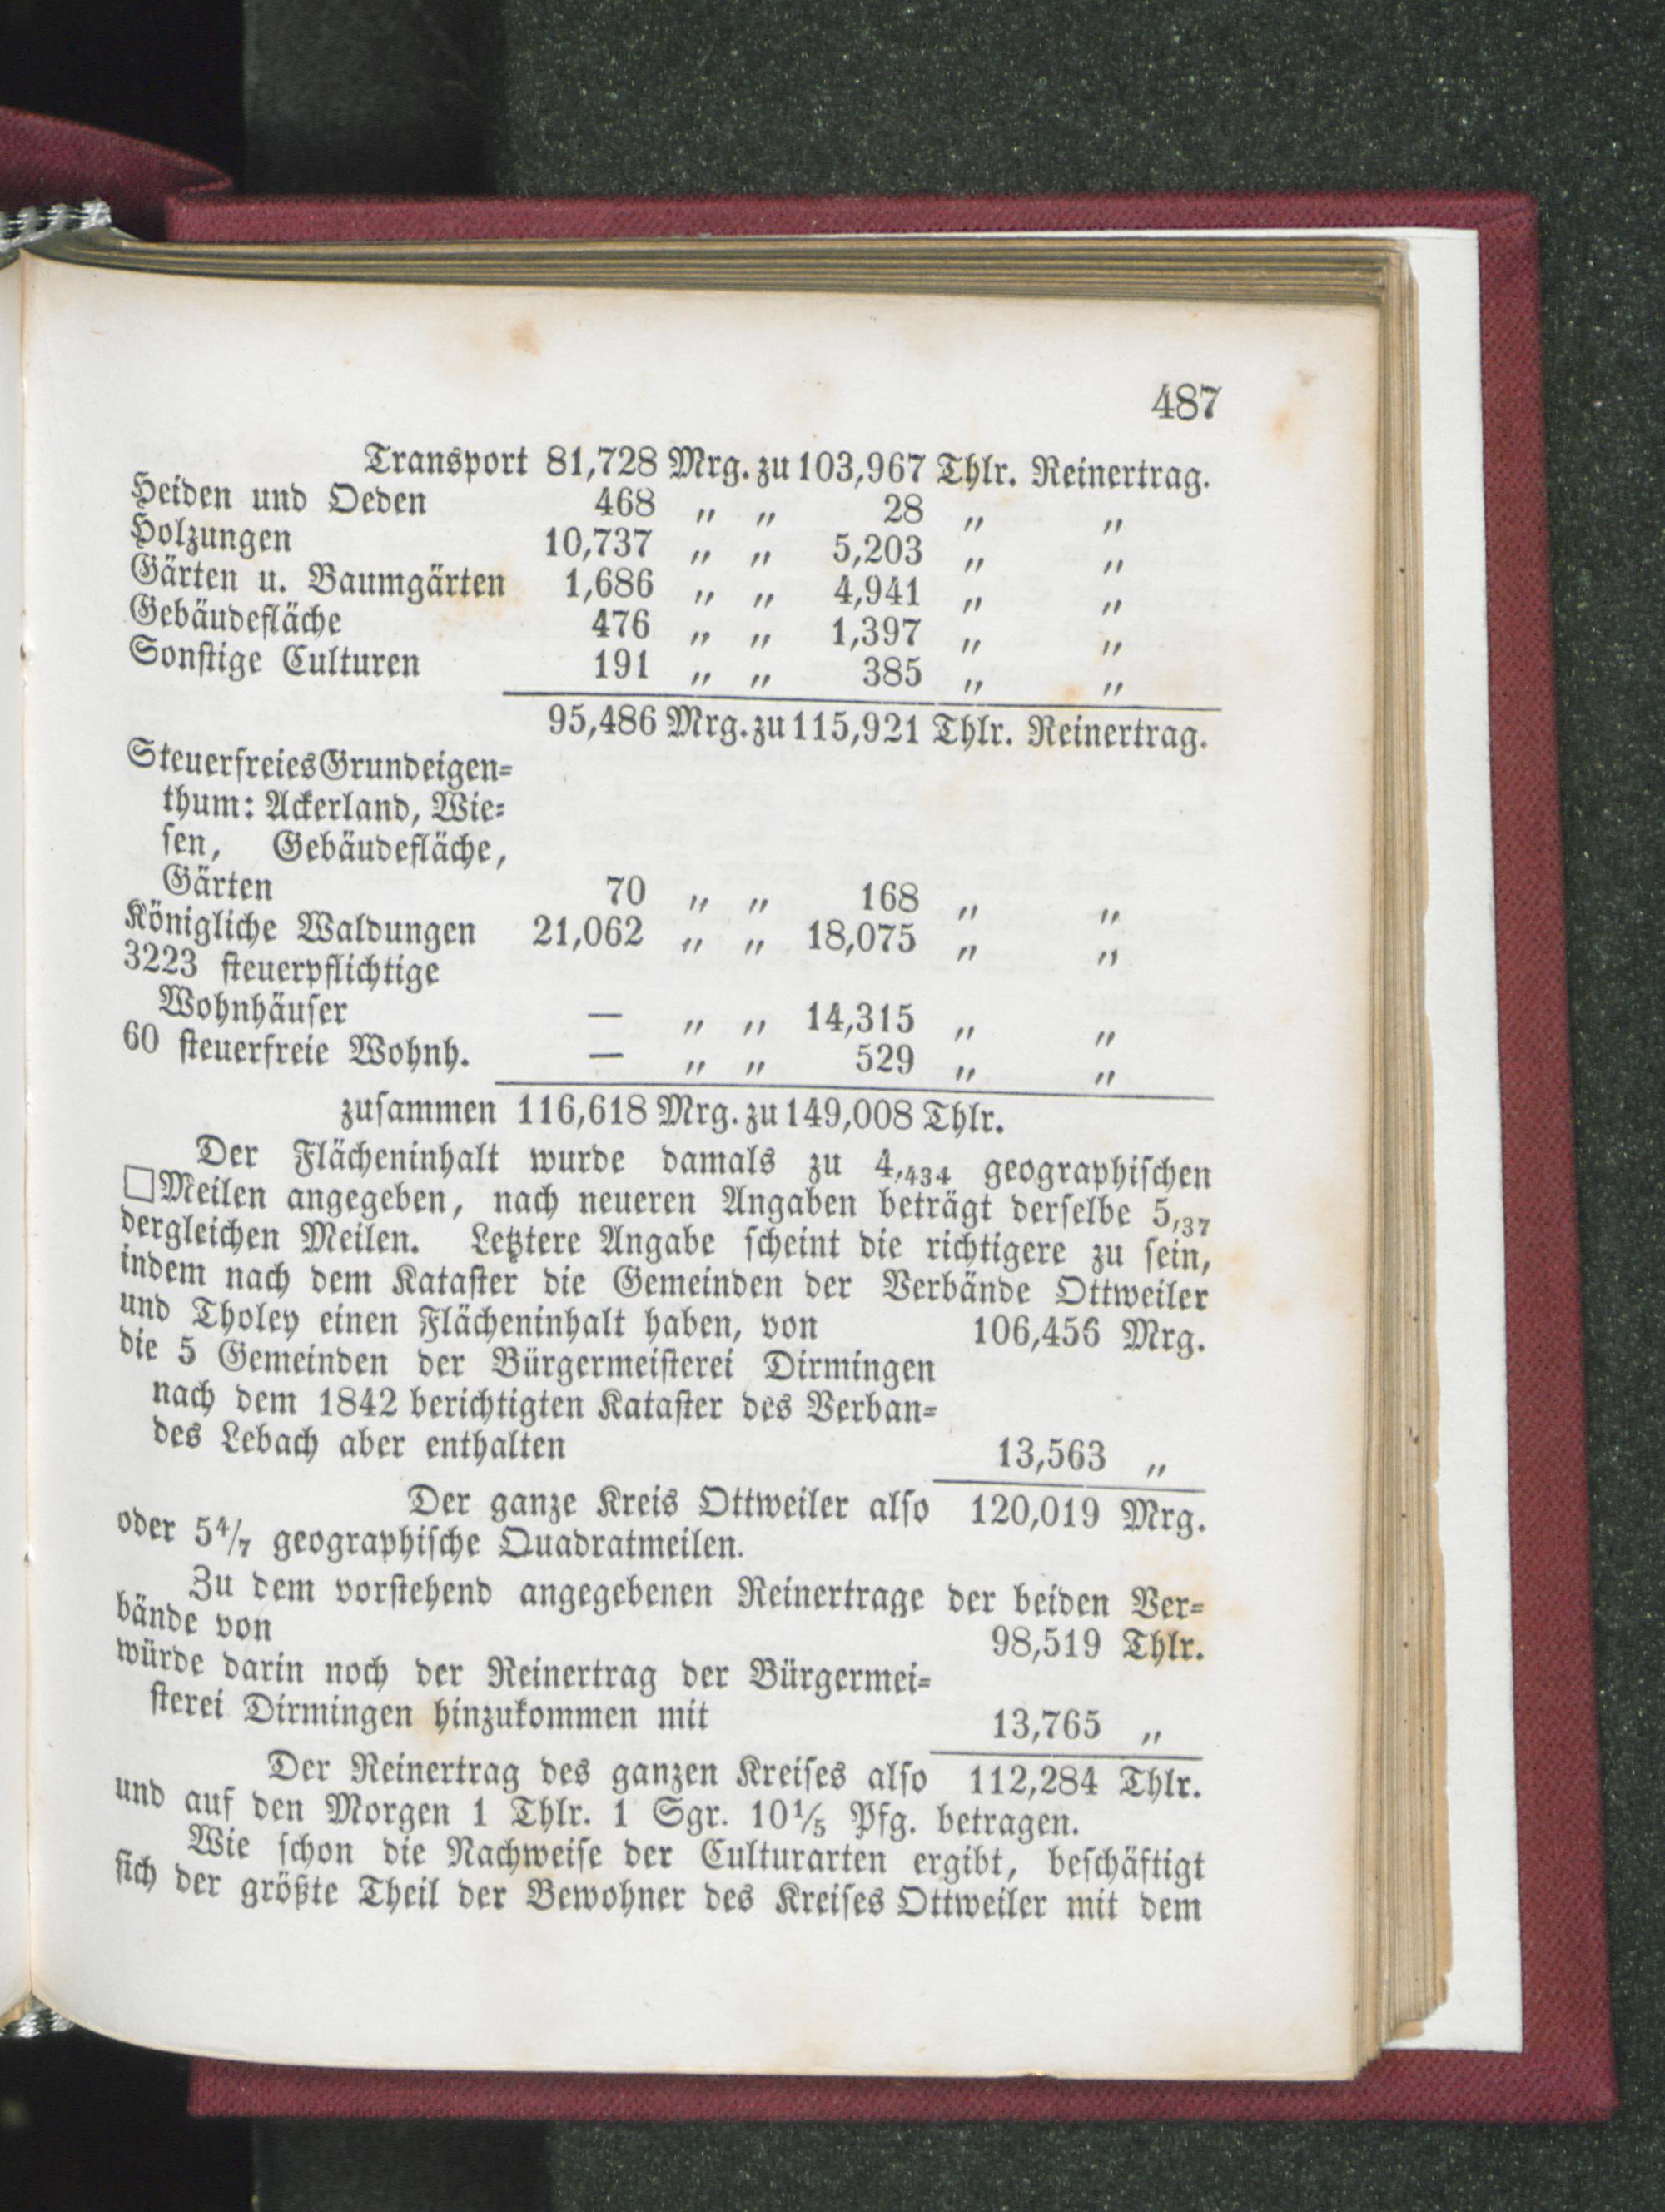 487
Transport 81,728 Mrg. zu 103,967 Thlr. Reinertrag.
Heiden und Oeden 468 „ „ 28 „ „
Holzungen 10,737 „ „ 5,203 „ „
Gärten u. Baumgärten 1,686 „ „ 4,941 „ „
Gebäudefläche 476 „ „ 1,397 „ „
Sonstige Culturen 191 „ „ 385 „ „
95,486 Mrg. zu 115,921 Thlr. Reinertrag.
Steuerfreies Grundeigen-
thum: Ackerland, Wie-
sen, Gebäudefläche,
Gärten 70 „ „ 168 „ „
Königliche Waldungen 21,062 „ „ 18,075 „ „
3223 steuerpflichtige
Wohnhäuser — „ „ 14,315 „ „
60 steuerfreie Wohnh. — „ „ 529 „ „
zusammen 116,618 Mrg. zu 149,008 Thlr.
Der Flächeninhalt wurde damals zu 4,434 geographischen
□Meilen angegeben, nach neueren Angaben beträgt derselbe 5,37
dergleichen Meilen. Letztere Angabe scheint die richtigere zu sein,
indem nach dem Kataster die Gemeinden der Verbände Ottweiler
und Tholey einen Flächeninhalt haben, von 106,456 Mrg.
die 5 Gemeinden der Bürgermeisterei Dirmingen
nach dem 1842 berichtigten Kataster des Verban-
des Lebach aber enthalten 13,563 „
Der ganze Kreis Ottweiler also 120,019 Mrg.
oder 5 4/7 geographische Quadratmeilen.
Zu dem vorstehend angegebenen Reinertrage der beiden Ver-
bände von 98,519 Thlr.
würde darin noch der Reinertrag der Bürgermei-
sterei Dirmingen hinzukommen mit 13,765 „
Der Reinertrag des ganzen Kreises also 112,284 Thlr.
und auf den Morgen 1 Thlr. 1 Sgr. 10 1/5 Pfg. betragen.
Wie schon die Nachweise der Culturarten ergibt, beschäftigt
sich der größte Theil der Bewohner des Kreises Ottweiler mit dem